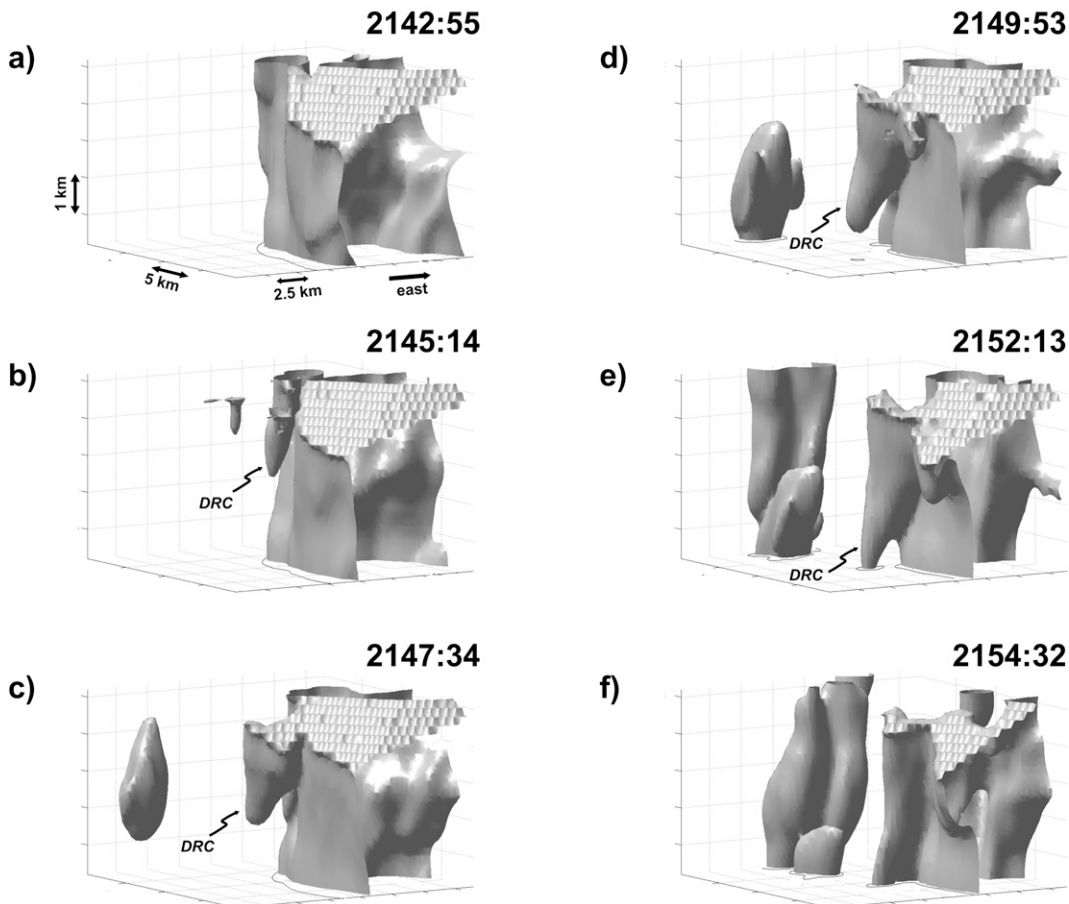 2142:55
a)
1 km
5 km
2.5 km
east
2145:14
b)
DRC
2147:34
c)
DRC
2149:53
d)
DRC
2152:13
e)
DRC
2154:32
f)